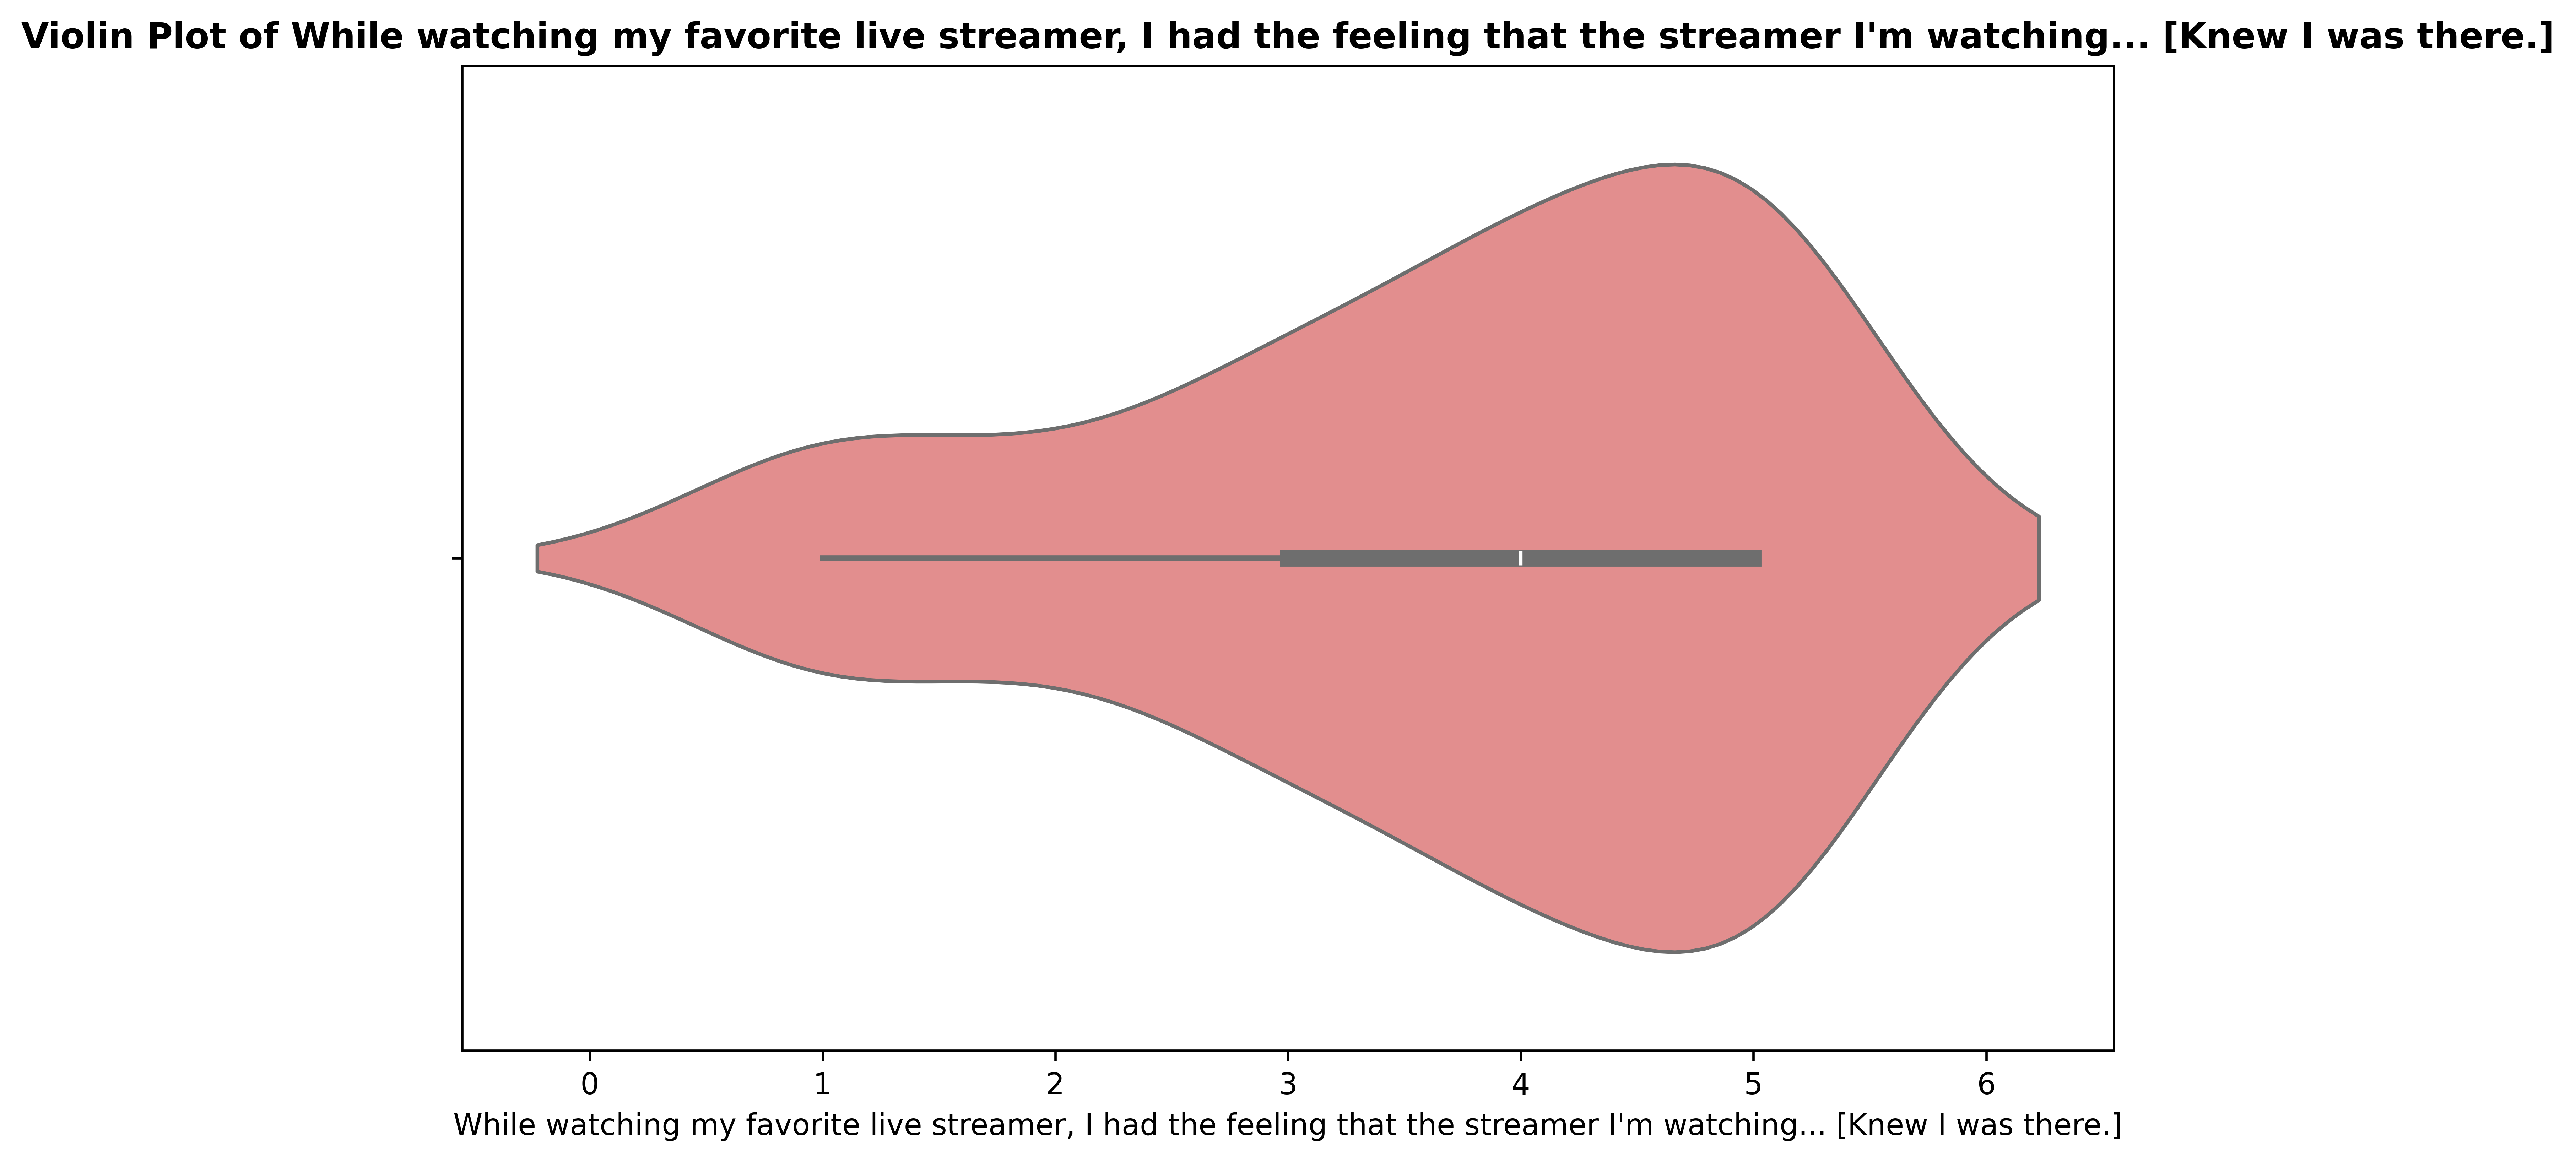 Violin Plot of While watching my favorite live streamer, I had the feeling that the streamer I'm watching... [Knew I was there.]
0 1 2 3 4 5 6
While watching my favorite live streamer, I had the feeling that the streamer I'm watching... [Knew I was there.]